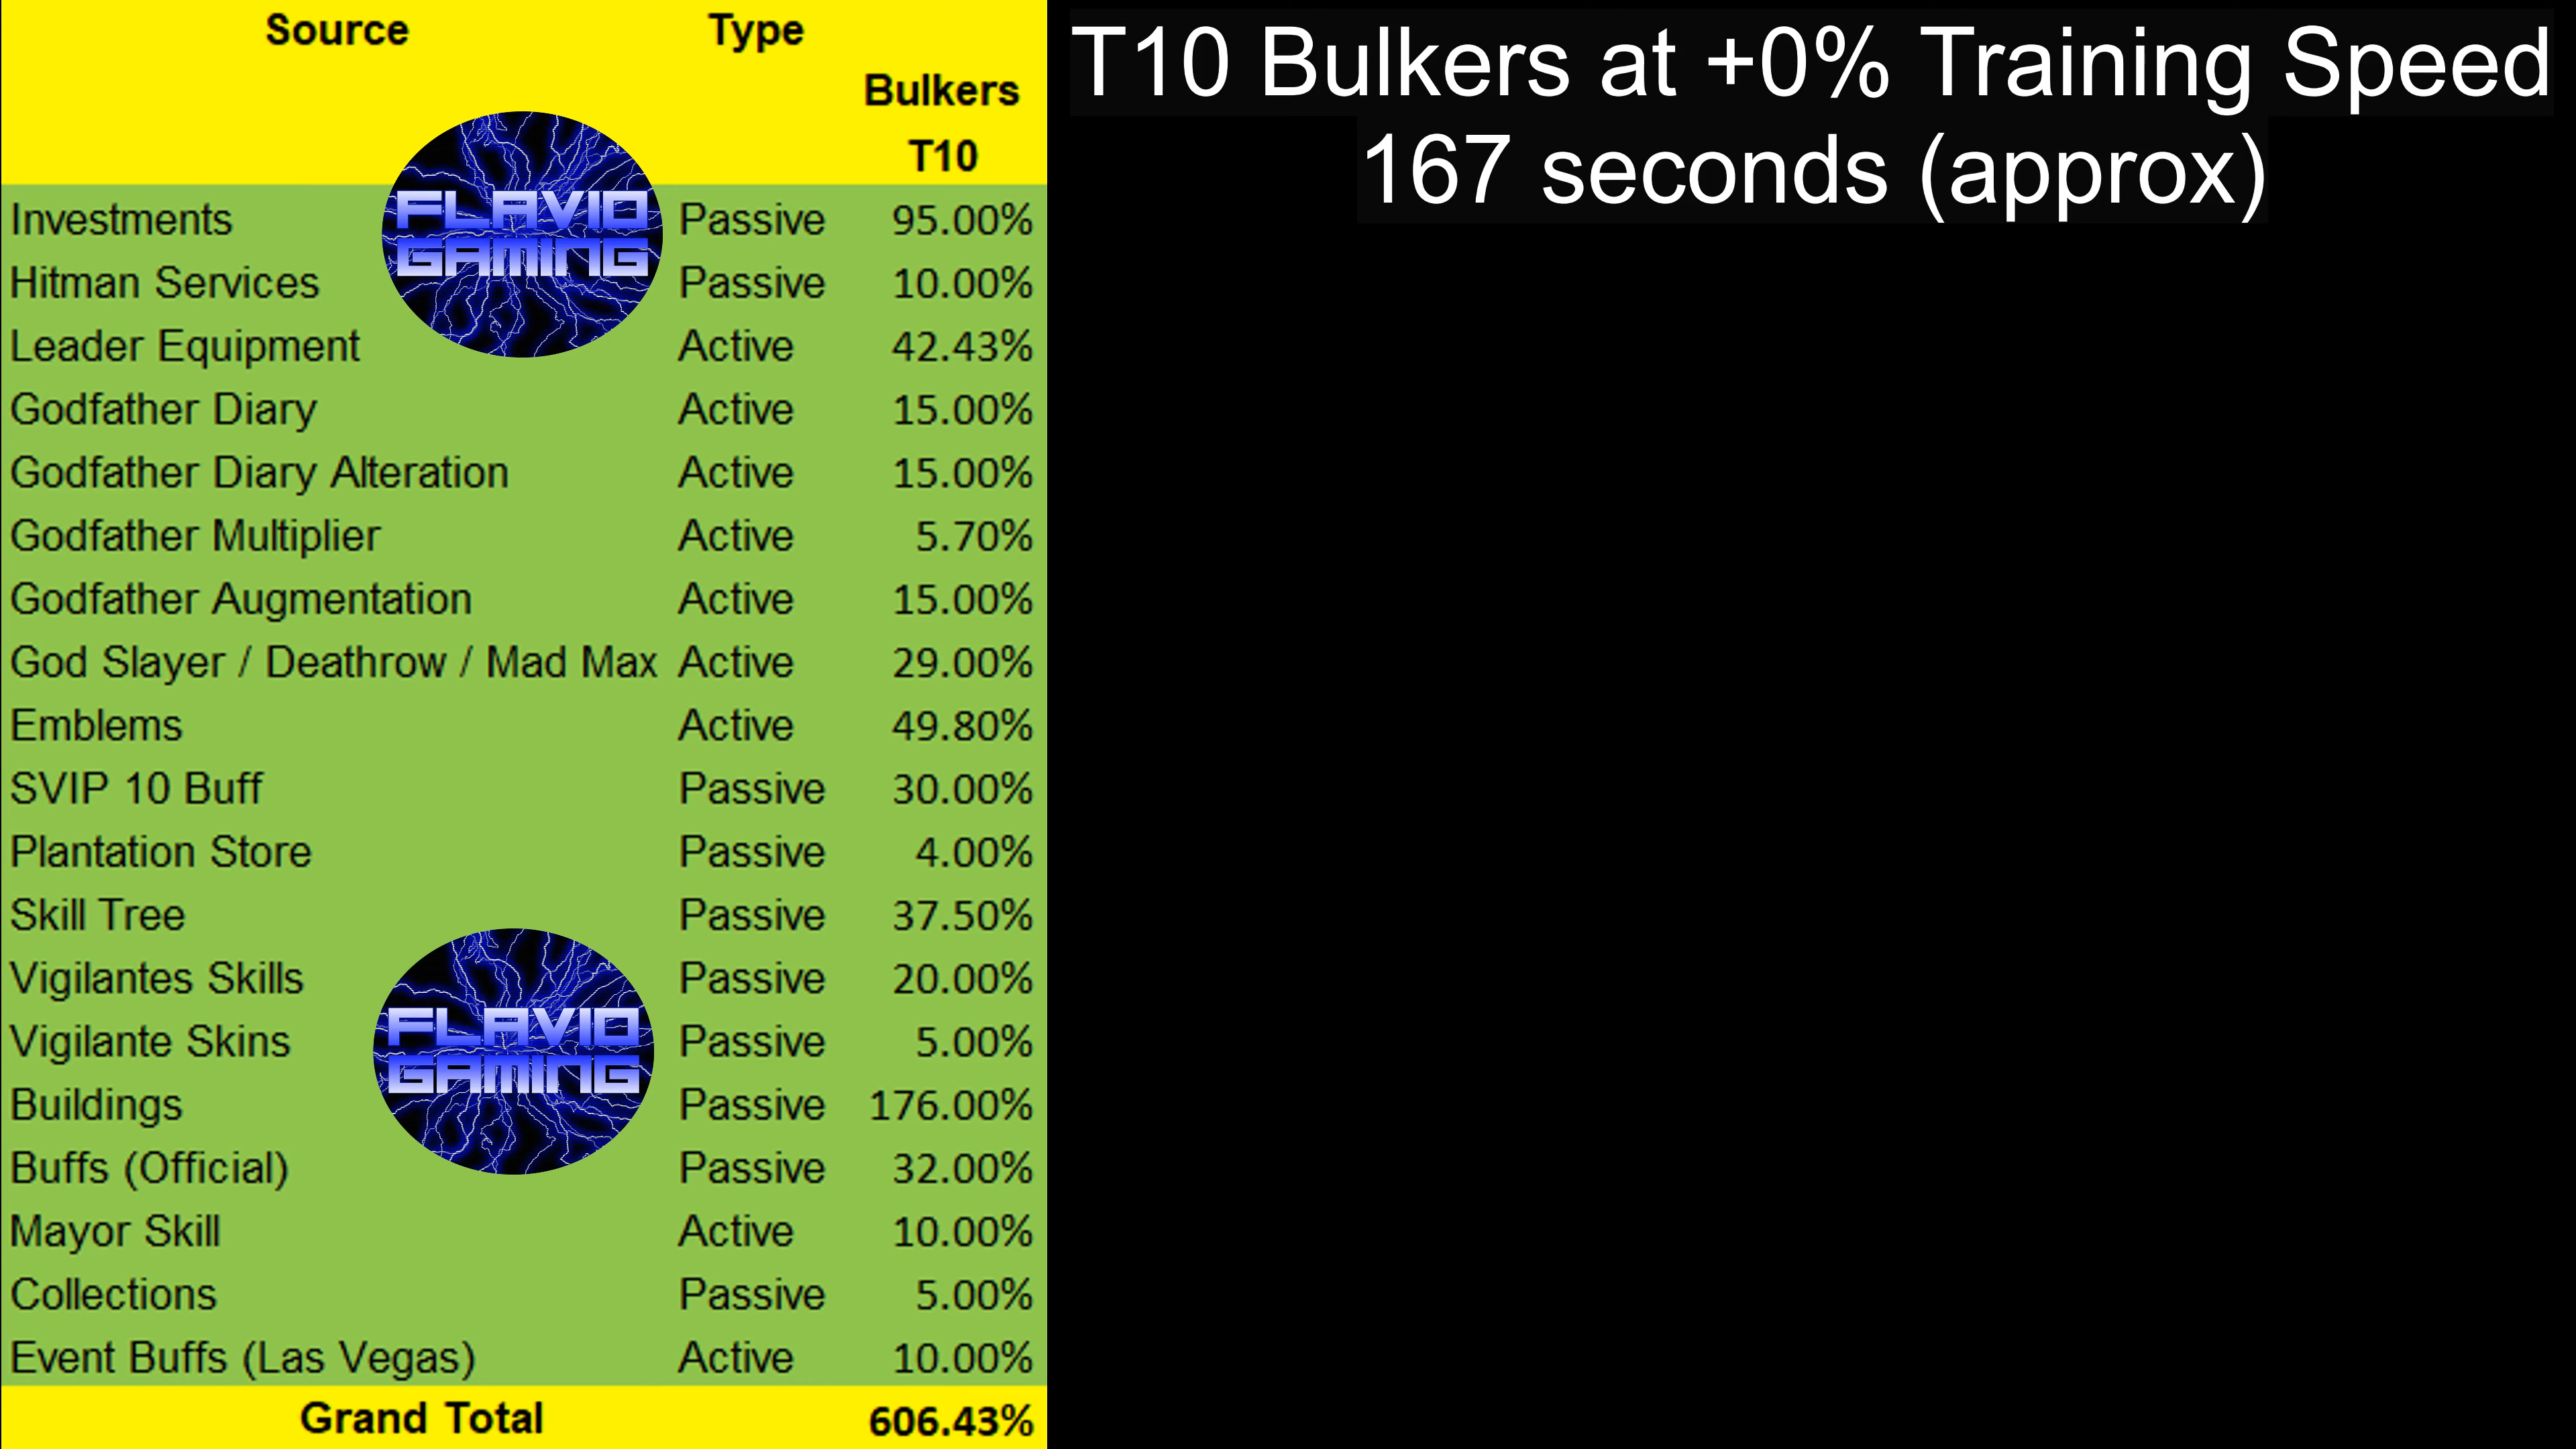 Source Type
Bulkers
T10
Investments Passive 95.00%
Hitman Services Passive 10.00%
Leader Equipment Active 42.43%
Godfather Diary Active 15.00%
Godfather Diary Alteration Active 15.00%
Godfather Multiplier Active 5.70%
Godfather Augmentation Active 15.00%
God Slayer / Deathrow / Mad Max Active 29.00%
Emblems Active 49.80%
SVIP 10 Buff Passive 30.00%
Plantation Store Passive 4.00%
Skill Tree Passive 37.50%
Vigilantes Skills Passive 20.00%
Vigilante Skins Passive 5.00%
Buildings Passive 176.00%
Buffs (Official) Passive 32.00%
Mayor Skill Active 10.00%
Collections Passive 5.00%
Event Buffs (Las Vegas) Active 10.00%
Grand Total 606.43%
FLAVIO
GAMING
FLAVIO
GAMING
T10 Bulkers at +0% Training Speed
167 seconds (approx)